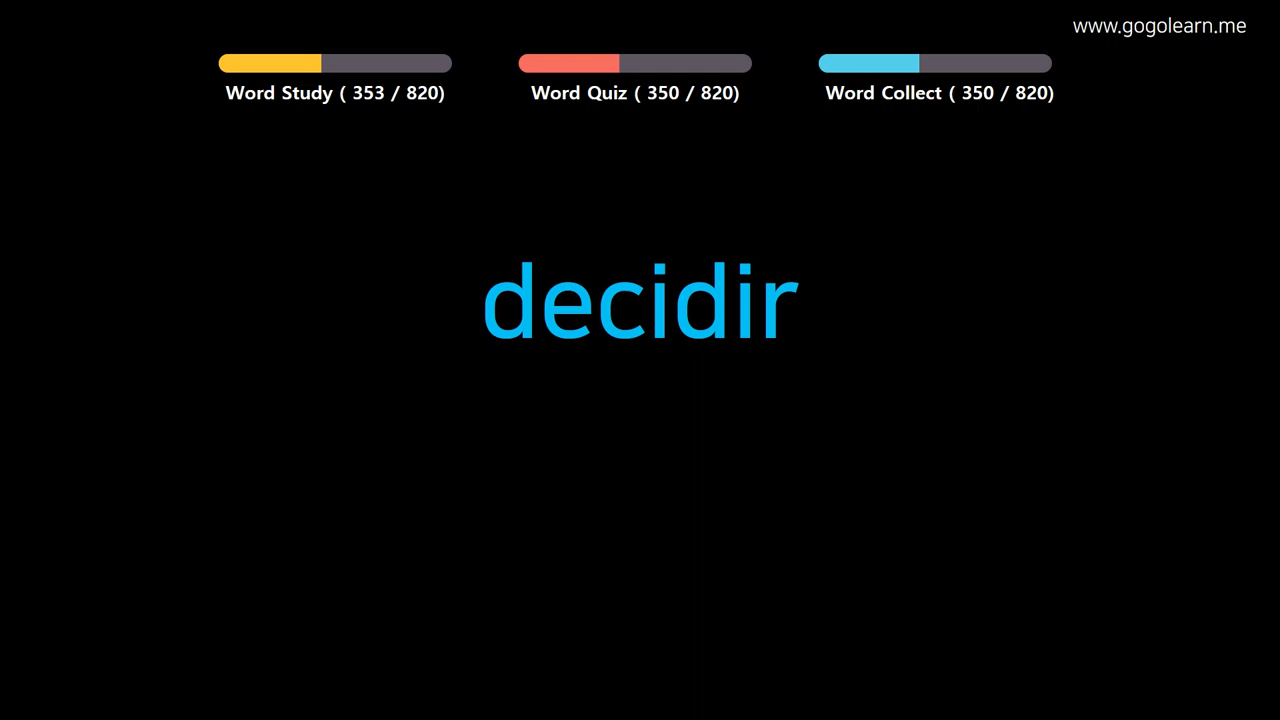 www.gogolearn.me
Word Study ( 353 / 820)
Word Quiz ( 350 / 820)
Word Collect ( 350 / 820)
decidir